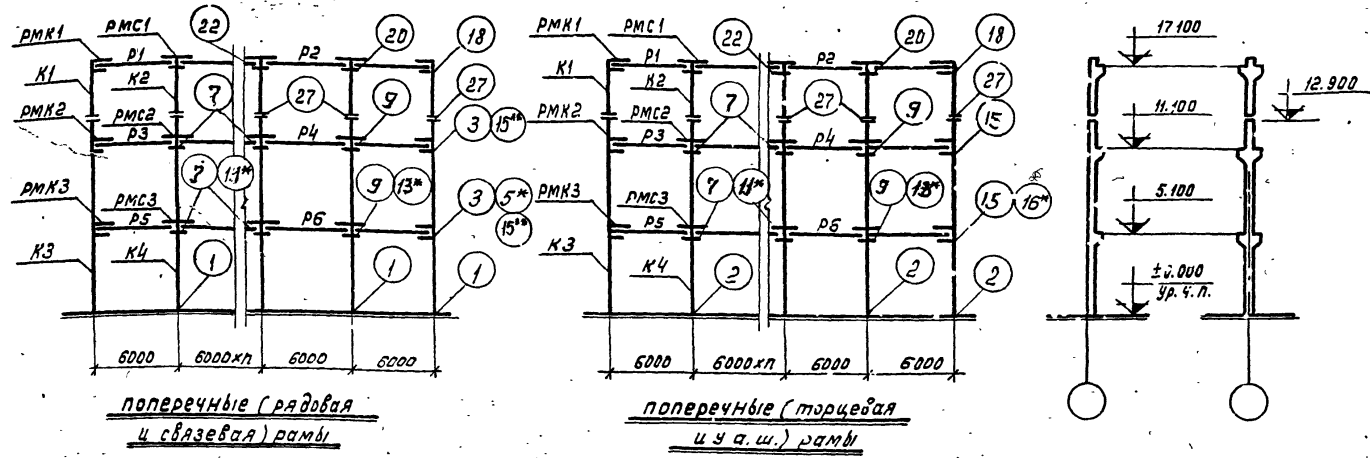 РМК1 РМС1 22 20 18
Р1 Р2
К1 К2 7 27 9 27
РМК2 РМС2
Р3 Р4 3 15**
7 11* 9 13* 3 5*
15**
РМК3 РМС3
Р5 Р6
К3 К4 1 1 1
6000 6000хп 6000 6000
поперечные (рядовая
и связевая) рамы
РМК1 РМС1 22 20 18
Р1 Р2
К1 К2 7 27 9 27
РМК2 РМС2
Р3 Р4 15
7 11* 9 13* 15 16*
РМК3 РМС3
Р5 Р6
К3 К4 2 2 2
6000 6000хп 6000 6000
поперечные (торцевая
и у а.ш.) рамы
17.100
12.900
11.100
5.100
±0.000
ур. ч. п.